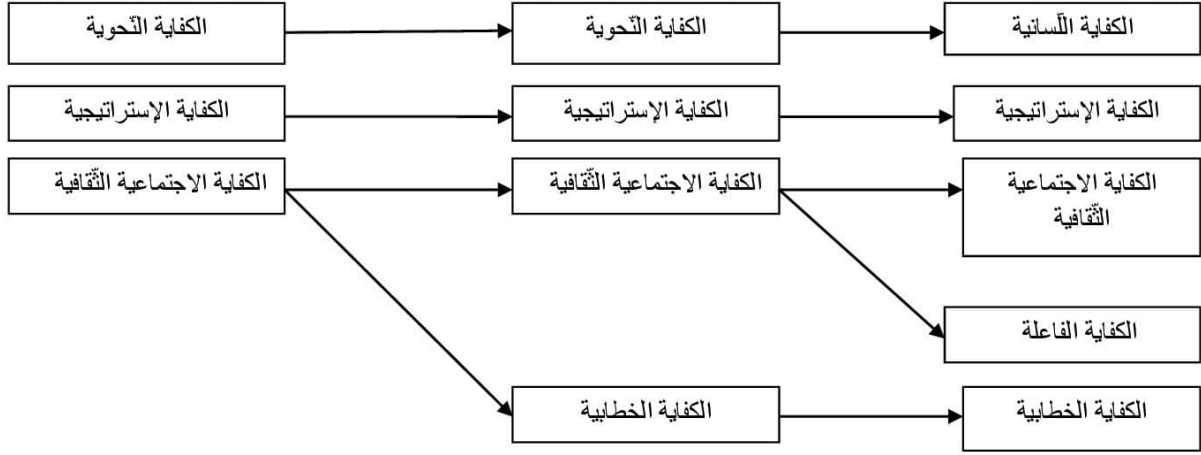 الكفاية النّحوية
الكفاية النّحوية
الكفاية اللّسانية
الكفاية الإستراتيجية
الكفاية الإستراتيجية
الكفاية الإستراتيجية
الكفاية الاجتماعية الثّقافية
الكفاية الاجتماعية الثّقافية
الكفاية الاجتماعية
الثّقافية
الكفاية الفاعلة
الكفاية الخطابية
الكفاية الخطابية